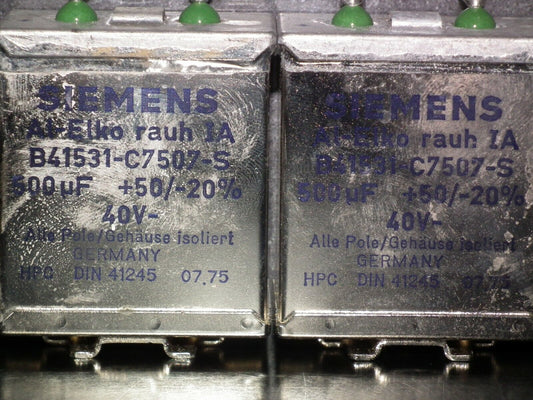 SIEMENS
Al-Elko rauh IA
B41531-C7507-S
500µF +50/-20%
40V-
Alle Pole/Gehäuse isoliert
GERMANY
HPC DIN 41245 07.75
SIEMENS
Al-Elko rauh IA
B41531-C7507-S
500µF +50/-20%
40V-
Alle Pole/Gehäuse isoliert
GERMANY
HPC DIN 41245 07.75